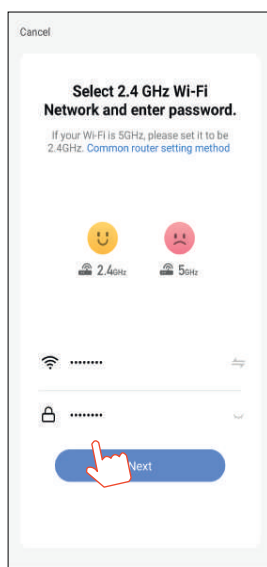 Cancel
Select 2.4 GHz Wi-Fi
Network and enter password.
If your Wi-Fi is 5GHz, please set it to be
2.4GHz. Common router setting method
2.4GHz 5GHz
••••••••
••••••••
Next